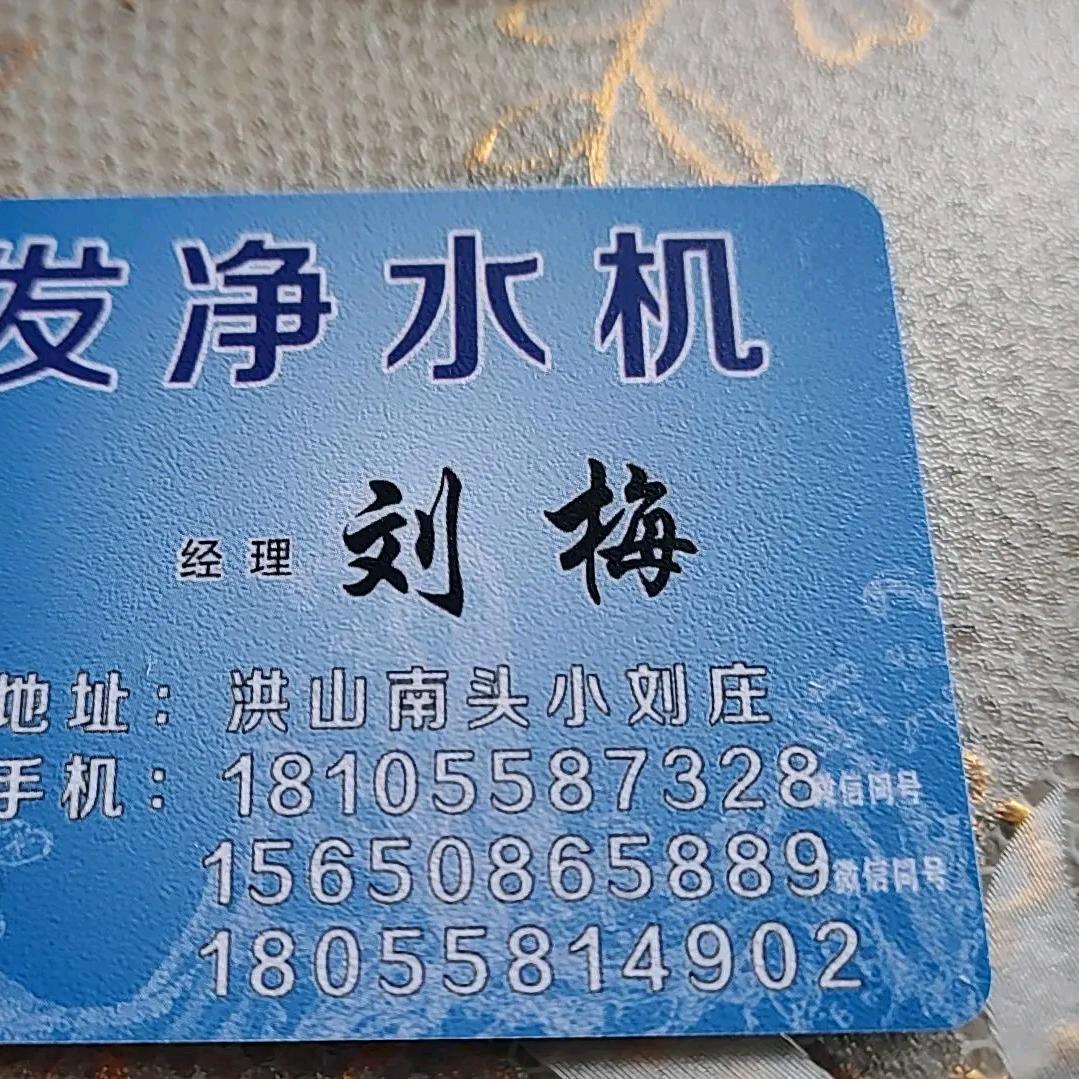 发净水机
经理 刘梅
地址：洪山南头小刘庄
手机：18105587328微信同号
15650865889微信同号
18055814902